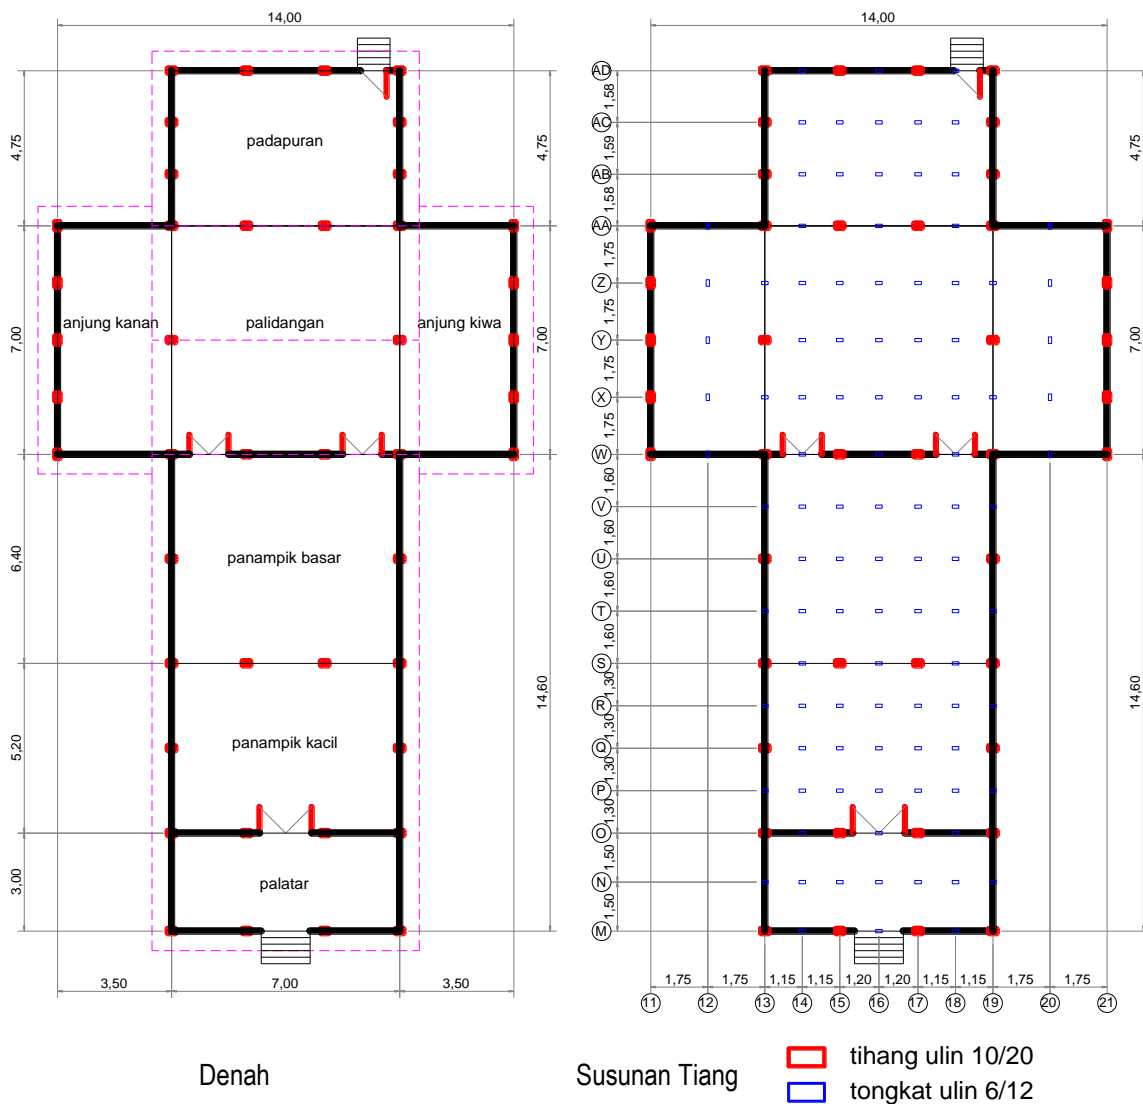 14,00
4,75
4,75
padapuran
anjung kanan
palidangan
anjung kiwa
7,00
7,00
panampik basar
6,40
14,60
panampik kacil
5,20
palatar
3,00
3,50
7,00
3,50
Denah
14,00
AD
1,58
AC
1,59
AB
1,58
AA
1,75
Z
1,75
Y
1,75
X
1,75
W
1,60
V
1,60
U
1,60
T
1,60
S
1,30
R
1,30
Q
1,30
P
1,30
O
1,50
N
1,50
M
4,75
7,00
14,60
1,75
1,75
1,15
1,15
1,20
1,20
1,15
1,15
1,75
1,75
11
12
13
14
15
16
17
18
19
20
21
Susunan Tiang
tihang ulin 10/20
tongkat ulin 6/12